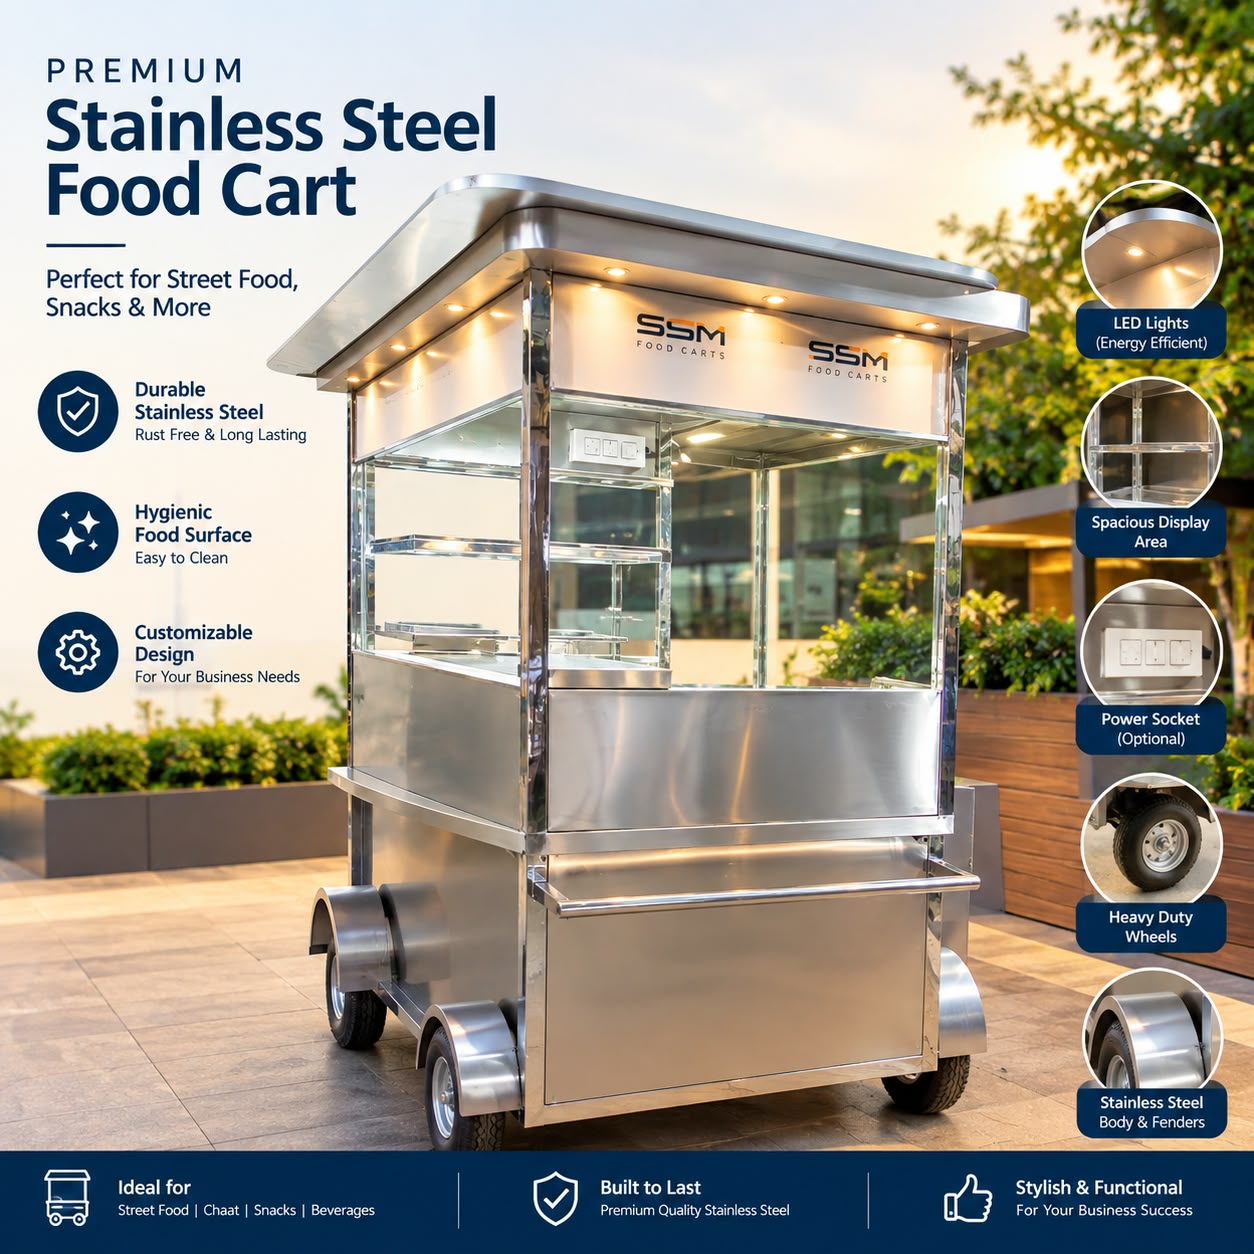 PREMIUM
Stainless Steel
Food Cart
Perfect for Street Food,
Snacks & More
Durable
Stainless Steel
Rust Free & Long Lasting
Hygienic
Food Surface
Easy to Clean
Customizable
Design
For Your Business Needs
SSM
FOOD CARTS
SSM
FOOD CARTS
LED Lights
(Energy Efficient)
Spacious Display
Area
Power Socket
(Optional)
Heavy Duty
Wheels
Stainless Steel
Body & Fenders
Ideal for
Street Food | Chaat | Snacks | Beverages
Built to Last
Premium Quality Stainless Steel
Stylish & Functional
For Your Business Success